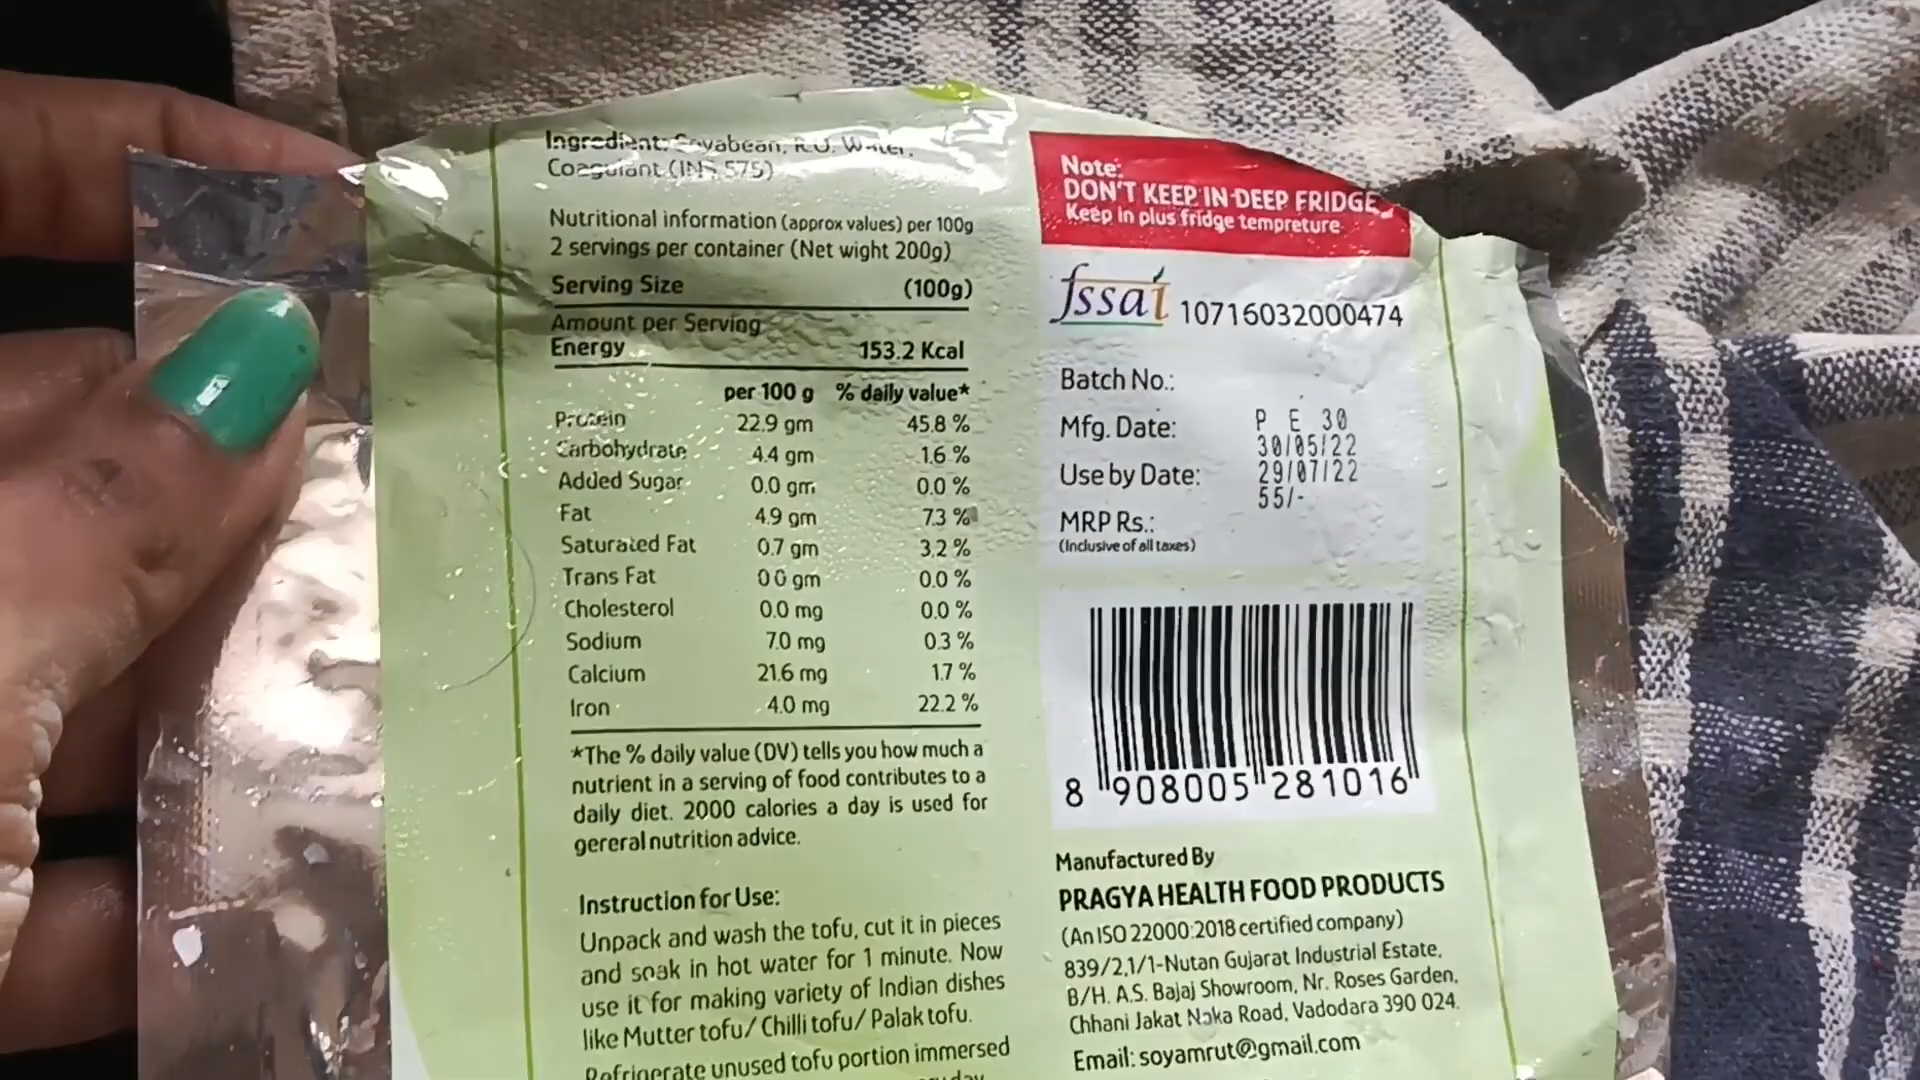 Ingredient: Soyabean, R.O. Water,
Coagulant (INS 575)
Nutritional information (approx values) per 100g
2 servings per container (Net wight 200g)
Serving Size (100g)
Amount per Serving
Energy 153.2 Kcal
per 100 g % daily value*
Protein 22.9 gm 45.8 %
Carbohydrate 4.4 gm 1.6 %
Added Sugar 0.0 gm 0.0 %
Fat 4.9 gm 7.3 %
Saturated Fat 0.7 gm 3.2 %
Trans Fat 0.0 gm 0.0 %
Cholesterol 0.0 mg 0.0 %
Sodium 7.0 mg 0.3 %
Calcium 21.6 mg 1.7 %
Iron 4.0 mg 22.2 %
*The % daily value (DV) tells you how much a
nutrient in a serving of food contributes to a
daily diet. 2000 calories a day is used for
gereral nutrition advice.
Instruction for Use:
Unpack and wash the tofu, cut it in pieces
and soak in hot water for 1 minute. Now
use it for making variety of Indian dishes
like Mutter tofu/ Chilli tofu/ Palak tofu.
Refrigerate unused tofu portion immersed
Note:
DON'T KEEP IN DEEP FRIDGE
Keep in plus fridge tempreture
fssai 10716032000474
Batch No.: P E 30
Mfg. Date: 30/05/22
Use by Date: 29/07/22
MRP Rs.: 55/-
(Inclusive of all taxes)
8 908005 281016
Manufactured By
PRAGYA HEALTH FOOD PRODUCTS
(An ISO 22000:2018 certified company)
839/2,1/1-Nutan Gujarat Industrial Estate,
B/H. A.S. Bajaj Showroom, Nr. Roses Garden,
Chhani Jakat Naka Road, Vadodara 390 024.
Email: soyamrut@gmail.com